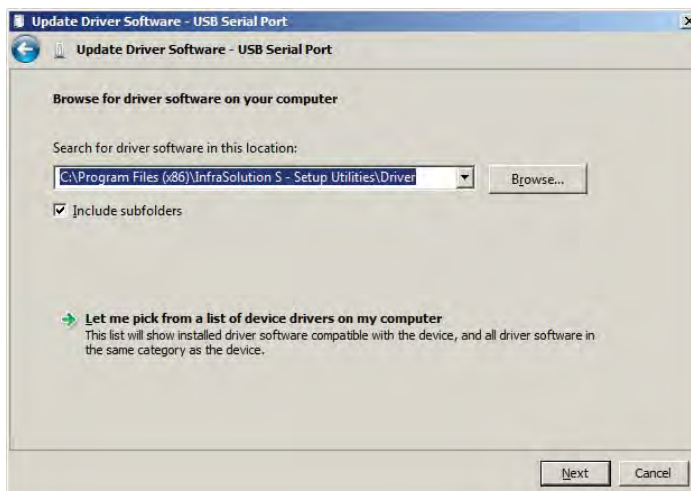 Update Driver Software - USB Serial Port
Update Driver Software - USB Serial Port
Browse for driver software on your computer
Search for driver software in this location:
C:\Program Files (x86)\InfraSolution S - Setup Utilities\Driver
Browse...
Include subfolders
Let me pick from a list of device drivers on my computer
This list will show installed driver software compatible with the device, and all driver software in
the same category as the device.
Next Cancel